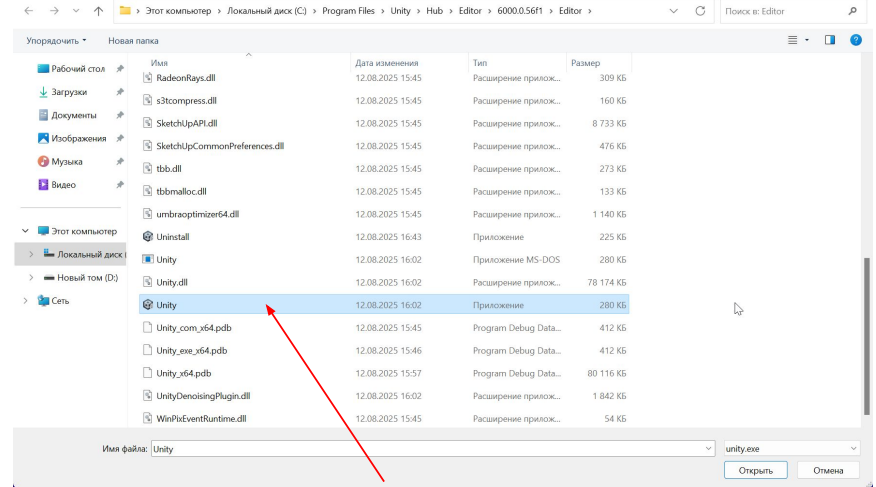 Этот компьютер › Локальный диск (C:) › Program Files › Unity › Hub › Editor › 6000.0.56f1 › Editor › Поиск в: Editor
Упорядочить Новая папка
Имя Дата изменения Тип Размер
Рабочий стол
Загрузки
Документы
Изображения
Музыка
Видео
Этот компьютер
Локальный диск (
Новый том (D:)
Сеть
RadeonRays.dll 12.08.2025 15:45 Расширение прилож... 309 КБ
s3tcompress.dll 12.08.2025 15:45 Расширение прилож... 160 КБ
SketchUpAPI.dll 12.08.2025 15:45 Расширение прилож... 8 733 КБ
SketchUpCommonPreferences.dll 12.08.2025 15:45 Расширение прилож... 476 КБ
tbb.dll 12.08.2025 15:45 Расширение прилож... 273 КБ
tbbmalloc.dll 12.08.2025 15:45 Расширение прилож... 133 КБ
umbraoptimizer64.dll 12.08.2025 15:45 Расширение прилож... 1 140 КБ
Uninstall 12.08.2025 16:43 Приложение 225 КБ
Unity 12.08.2025 16:02 Приложение MS-DOS 280 КБ
Unity.dll 12.08.2025 16:02 Расширение прилож... 78 174 КБ
Unity 12.08.2025 16:02 Приложение 280 КБ
Unity_com_x64.pdb 12.08.2025 15:45 Program Debug Data... 412 КБ
Unity_exe_x64.pdb 12.08.2025 15:46 Program Debug Data... 412 КБ
Unity_x64.pdb 12.08.2025 15:57 Program Debug Data... 80 116 КБ
UnityDenoisingPlugin.dll 12.08.2025 16:02 Расширение прилож... 1 842 КБ
WinPixEventRuntime.dll 12.08.2025 15:45 Расширение прилож... 54 КБ
Имя файла: Unity unity.exe
Открыть Отмена